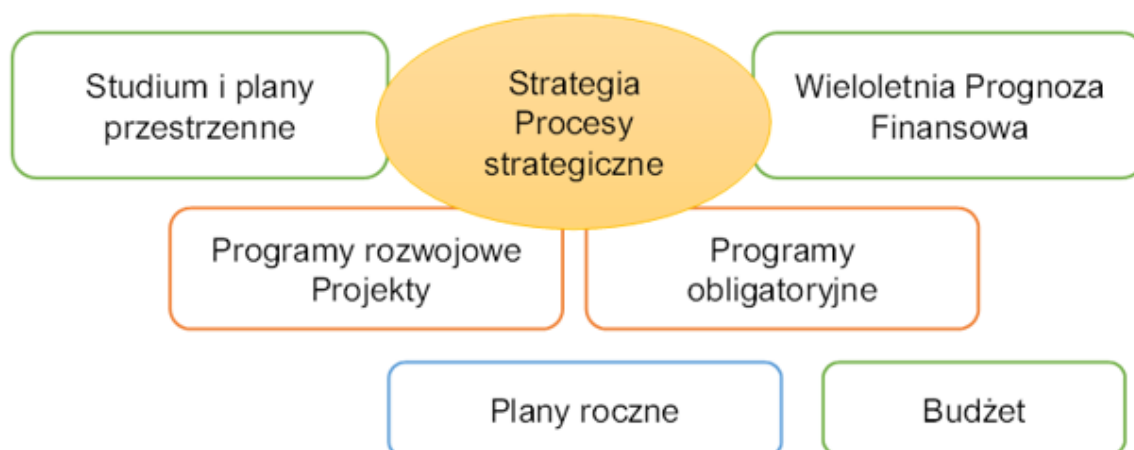 Studium i plany
przestrzenne
Strategia
Procesy
strategiczne
Wieloletnia Prognoza
Finansowa
Programy rozwojowe
Projekty
Programy
obligatoryjne
Plany roczne
Budżet